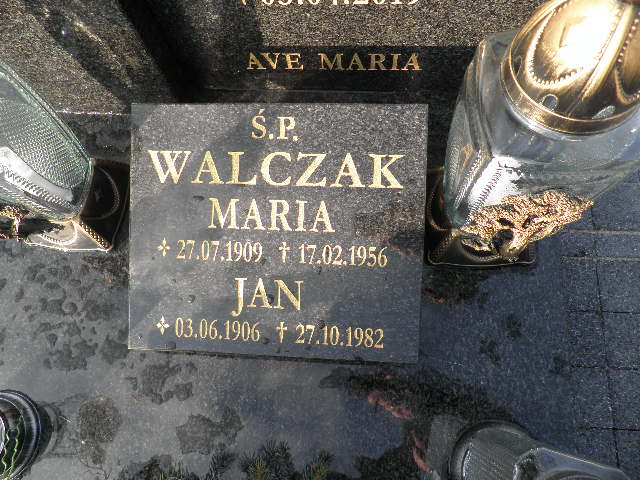 AVE MARIA
Ś.P.
WALCZAK
MARIA
27.07.1909 † 17.02.1956
JAN
03.06.1906 † 27.10.1982